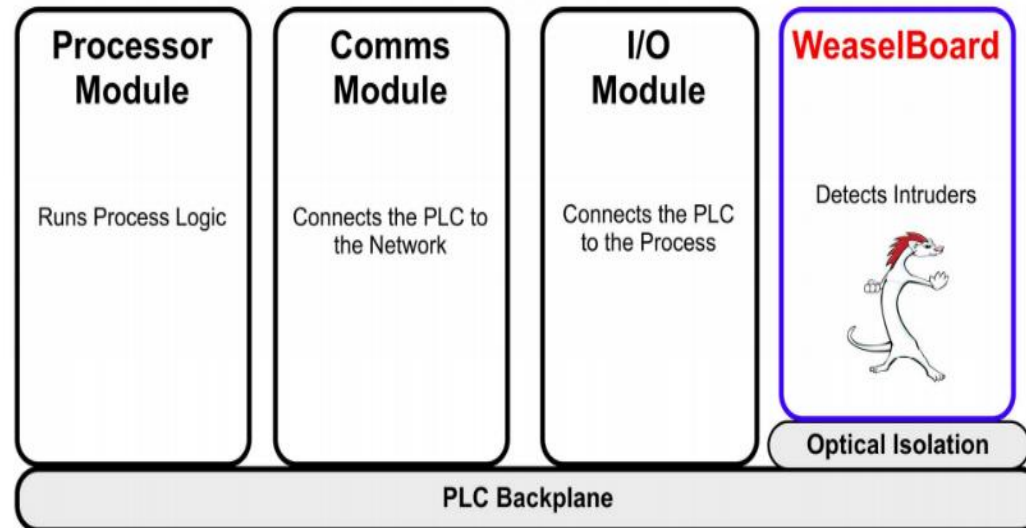 Processor
Module
Runs Process Logic
Comms
Module
Connects the PLC to
the Network
I/O
Module
Connects the PLC
to the Process
WeaselBoard
Detects Intruders
Optical Isolation
PLC Backplane